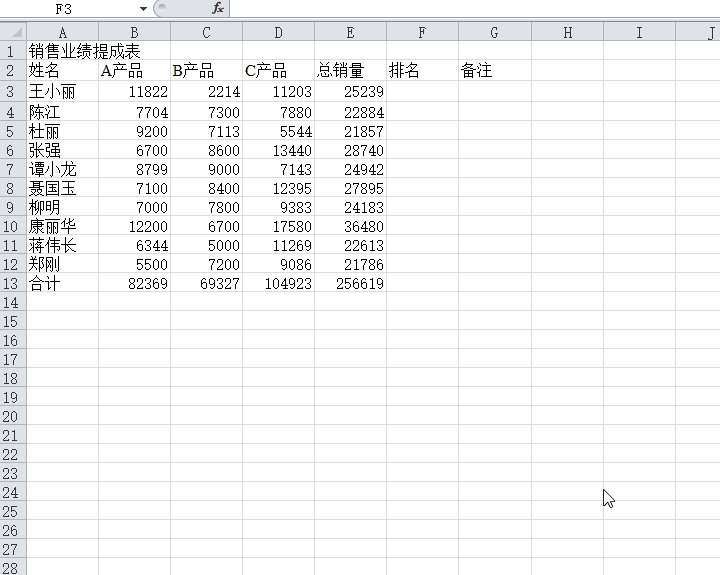 F3 fx
A B C D E F G H I J
1 销售业绩提成表
2 姓名 A产品 B产品 C产品 总销量 排名 备注
3 王小丽 11822 2214 11203 25239
4 陈江 7704 7300 7880 22884
5 杜丽 9200 7113 5544 21857
6 张强 6700 8600 13440 28740
7 谭小龙 8799 9000 7143 24942
8 聂国玉 7100 8400 12395 27895
9 柳明 7000 7800 9383 24183
10 康丽华 12200 6700 17580 36480
11 蒋伟长 6344 5000 11269 22613
12 郑刚 5500 7200 9086 21786
13 合计 82369 69327 104923 256619
14
15
16
17
18
19
20
21
22
23
24
25
26
27
28